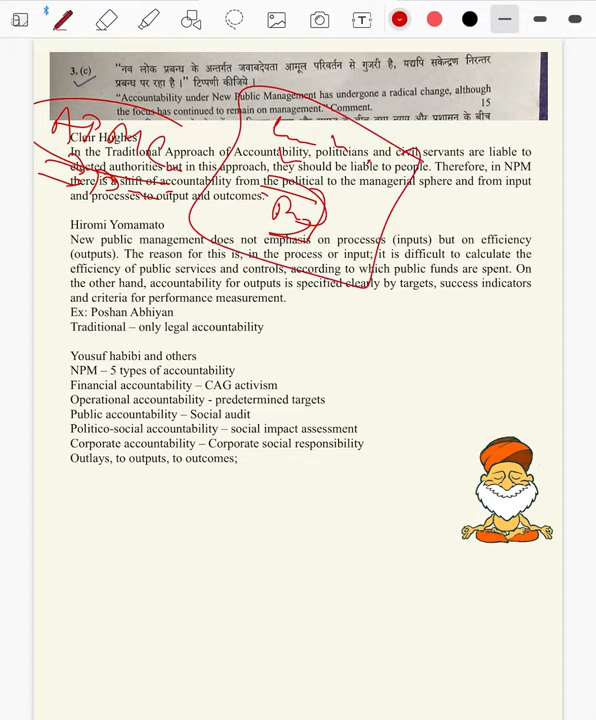 3. (c) "नव लोक प्रबन्ध के अन्तर्गत जवाबदेयता आमूल परिवर्तन से गुजरी है, यद्यपि सकेन्द्रण निरन्तर
प्रबन्ध पर रहा है ।" टिप्पणी कीजिये ।
"Accountability under New Public Management has undergone a radical change, although
the focus has continued to remain on management." Comment. 15
Clair Hughes
In the Traditional Approach of Accountability, politicians and civil servants are liable to
elected authorities but in this approach, they should be liable to people. Therefore, in NPM
there is a shift of accountability from the political to the managerial sphere and from input
and processes to output and outcomes.
Hiromi Yomamato
New public management does not emphasis on processes (inputs) but on efficiency
(outputs). The reason for this is, in the process or input; it is difficult to calculate the
efficiency of public services and controls, according to which public funds are spent. On
the other hand, accountability for outputs is specified clearly by targets, success indicators
and criteria for performance measurement.
Ex: Poshan Abhiyan
Traditional – only legal accountability
Yousuf habibi and others
NPM – 5 types of accountability
Financial accountability – CAG activism
Operational accountability - predetermined targets
Public accountability – Social audit
Politico-social accountability – social impact assessment
Corporate accountability – Corporate social responsibility
Outlays, to outputs, to outcomes;